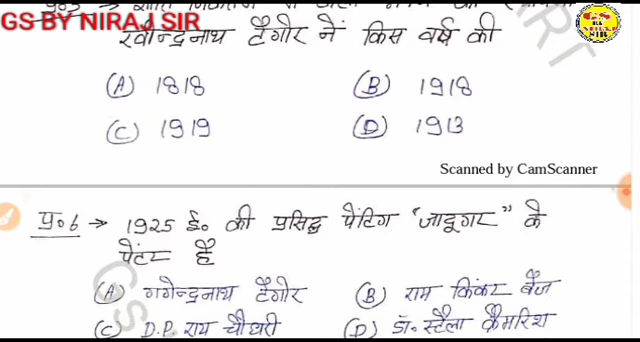 GS BY NIRAJ SIR
रवीन्द्रनाथ टैगोर नें किस वर्ष की
(A) 1818
(B) 1918
(C) 1919
(D) 1913
Scanned by CamScanner
प्र०6 → 1925 ई० की प्रसिद्ध पेंटिग "जादूगर" के
पेंटर हैं
(A) गगेन्द्रनाथ टैगोर
(B) राम किंकर बैज
(C) D.P. राय चौधरी
(D) डॉ० स्टैला क्रैमरिश